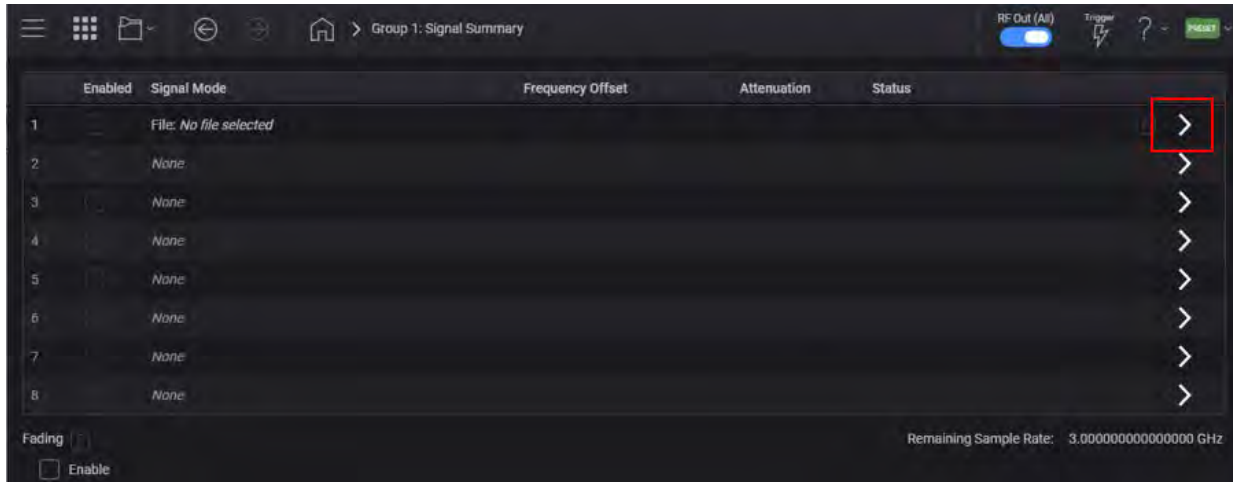 Group 1: Signal Summary
RF Out (All)
Trigger
?
PRESET
Enabled Signal Mode Frequency Offset Attenuation Status
1 File: No file selected
2 None
3 None
4 None
5 None
6 None
7 None
8 None
Fading
Remaining Sample Rate: 3.000000000000000 GHz
Enable